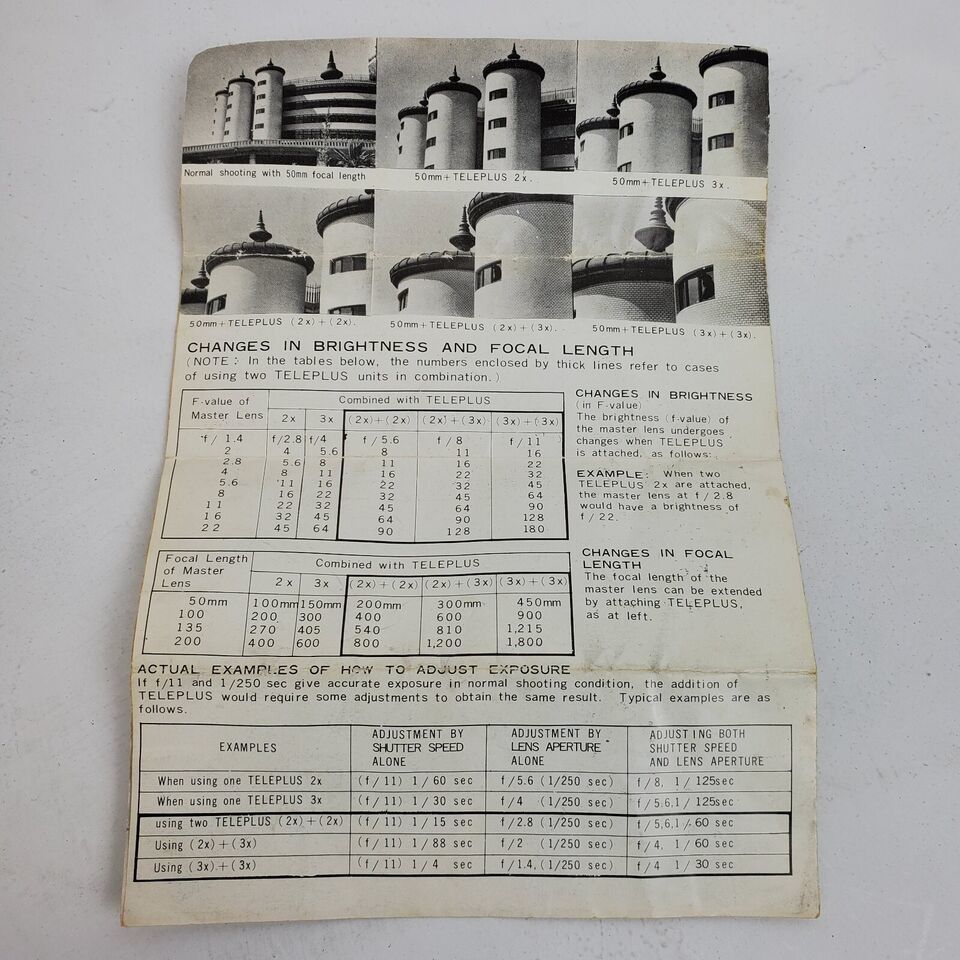 Normal shooting with 50mm focal length
50mm+TELEPLUS 2x.
50mm+TELEPLUS 3x.
50mm+TELEPLUS (2x)+(2x).
50mm+TELEPLUS (2x)+(3x).
50mm+TELEPLUS (3x)+(3x).
CHANGES IN BRIGHTNESS AND FOCAL LENGTH
(NOTE: In the tables below, the numbers enclosed by thick lines refer to cases
of using two TELEPLUS units in combination.)
F-value of
Master Lens
Combined with TELEPLUS
2x 3x (2x)+(2x) (2x)+(3x) (3x)+(3x)
f/1.4 f/2.8 f/4 f/5.6 f/8 f/11
2 4 5.6 8 11 16
2.8 5.6 8 11 16 22
4 8 11 16 22 32
5.6 11 16 22 32 45
8 16 22 32 45 64
11 22 32 45 64 90
16 32 45 64 90 128
22 45 64 90 128 180
CHANGES IN BRIGHTNESS
(in F-value)
The brightness (f-value) of
the master lens undergoes
changes when TELEPLUS
is attached, as follows:
EXAMPLE: When two
TELEPLUS 2x are attached,
the master lens at f/2.8
would have a brightness of
f/22.
Focal Length
of Master
Lens
Combined with TELEPLUS
2x 3x (2x)+(2x) (2x)+(3x) (3x)+(3x)
50mm 100mm 150mm 200mm 300mm 450mm
100 200 300 400 600 900
135 270 405 540 810 1,215
200 400 600 800 1,200 1,800
CHANGES IN FOCAL
LENGTH
The focal length of the
master lens can be extended
by attaching TELEPLUS,
as at left.
ACTUAL EXAMPLES OF HOW TO ADJUST EXPOSURE
If f/11 and 1/250 sec give accurate exposure in normal shooting condition, the addition of
TELEPLUS would require some adjustments to obtain the same result. Typical examples are as
follows.
EXAMPLES
ADJUSTMENT BY
SHUTTER SPEED
ALONE
ADJUSTMENT BY
LENS APERTURE
ALONE
ADJUSTING BOTH
SHUTTER SPEED
AND LENS APERTURE
When using one TELEPLUS 2x (f/11) 1/60 sec f/5.6 (1/250 sec) f/8, 1/125sec
When using one TELEPLUS 3x (f/11) 1/30 sec f/4 (1/250 sec) f/5.6,1/125sec
using two TELEPLUS (2x)+(2x) (f/11) 1/15 sec f/2.8 (1/250 sec) f/5,6,1/60 sec
Using (2x)+(3x) (f/11) 1/88 sec f/2 (1/250 sec) f/4, 1/60 sec
Using (3x)+(3x) (f/11) 1/4 sec f/1.4, (1/250 sec) f/4 1/30 sec